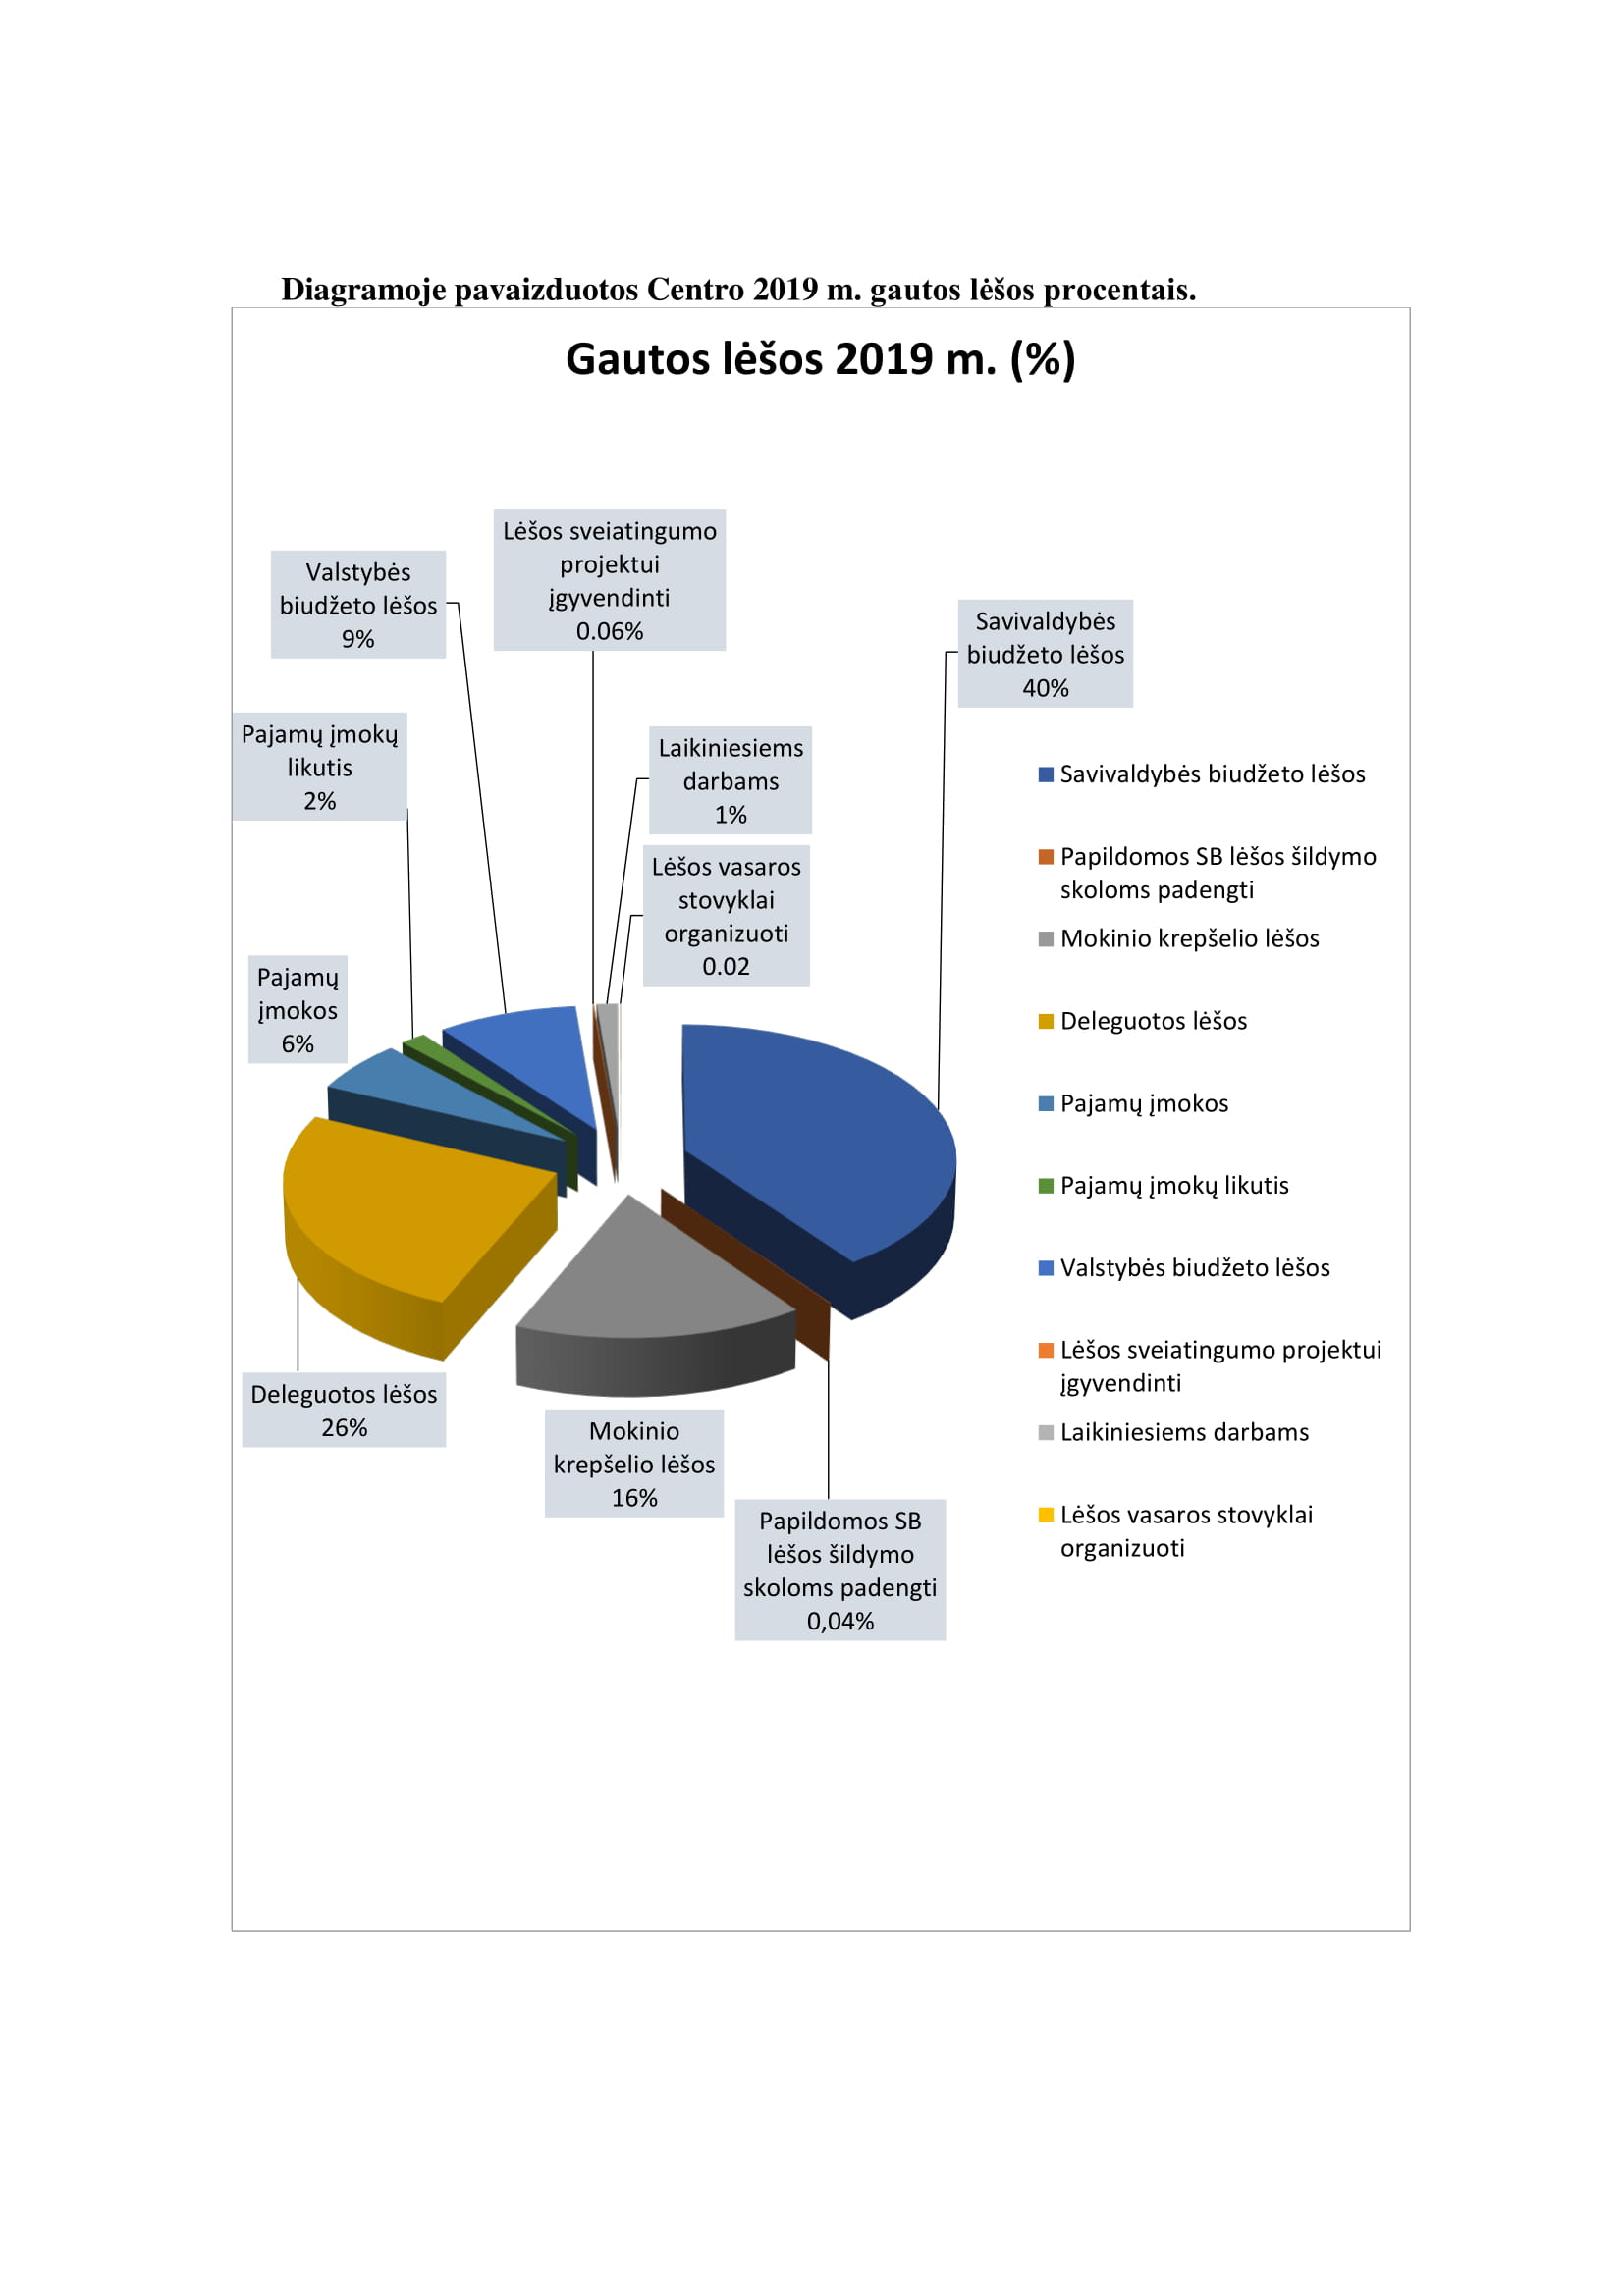 Diagramoje pavaizduotos Centro 2019 m. gautos lėšos procentais.
Gautos lėšos 2019 m. (%)
Lėšos sveiatingumo
projektui
įgyvendinti
0.06%
Valstybės
biudžeto lėšos
9%
Savivaldybės
biudžeto lėšos
40%
Pajamų įmokų
likutis
2%
Laikiniesiems
darbams
1%
Lėšos vasaros
stovyklai
organizuoti
0.02
Pajamų
įmokos
6%
Deleguotos lėšos
26%
Mokinio
krepšelio lėšos
16%
Papildomos SB
lėšos šildymo
skoloms padengti
0,04%
Savivaldybės biudžeto lėšos
Papildomos SB lėšos šildymo
skoloms padengti
Mokinio krepšelio lėšos
Deleguotos lėšos
Pajamų įmokos
Pajamų įmokų likutis
Valstybės biudžeto lėšos
Lėšos sveiatingumo projektui
įgyvendinti
Laikiniesiems darbams
Lėšos vasaros stovyklai
organizuoti